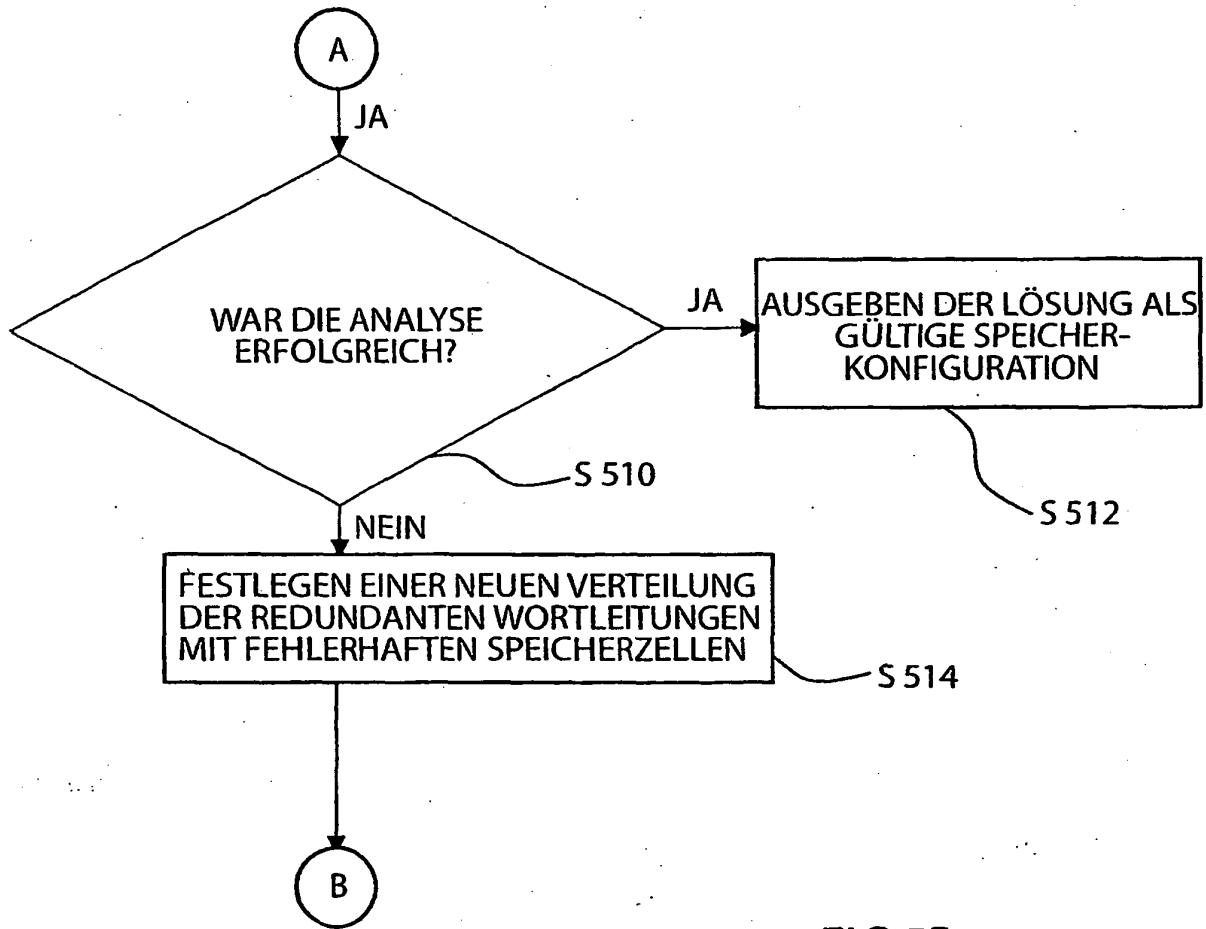 A
JA
WAR DIE ANALYSE
ERFOLGREICH?
JA
AUSGEBEN DER LÖSUNG ALS
GÜLTIGE SPEICHER-
KONFIGURATION
S 510
S 512
NEIN
FESTLEGEN EINER NEUEN VERTEILUNG
DER REDUNDANTEN WORTLEITUNGEN
MIT FEHLERHAFTEN SPEICHERZELLEN
S 514
B